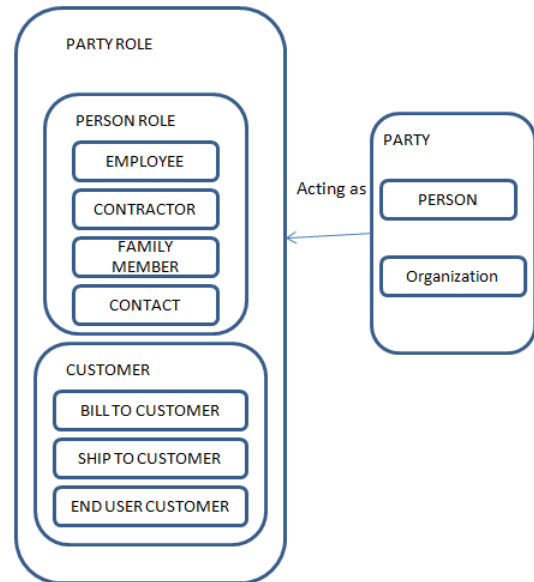 PARTY ROLE
PERSON ROLE
EMPLOYEE
CONTRACTOR
FAMILY
MEMBER
CONTACT
CUSTOMER
BILL TO CUSTOMER
SHIP TO CUSTOMER
END USER CUSTOMER
Acting as
PARTY
PERSON
Organization